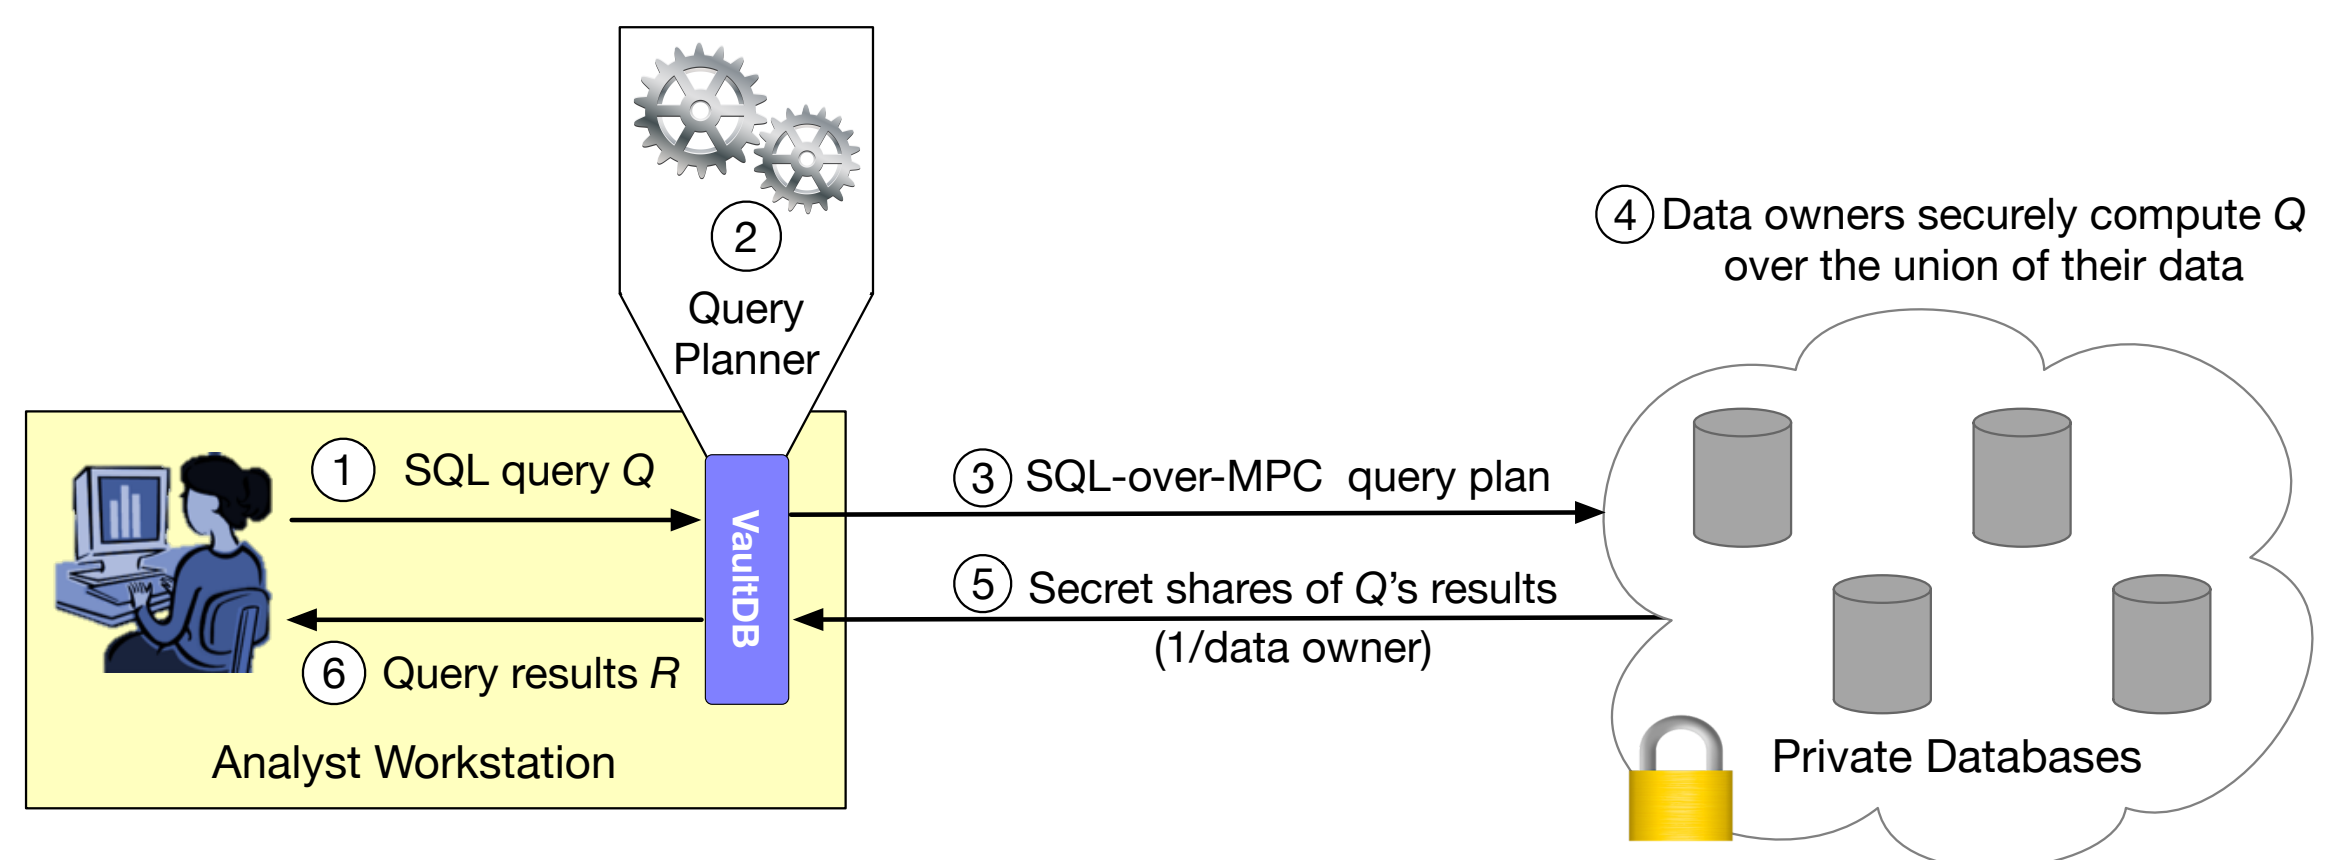 2
Query
Planner
4 Data owners securely compute Q
over the union of their data
1 SQL query Q
3 SQL-over-MPC query plan
VaultDB
5 Secret shares of Q's results
(1/data owner)
6 Query results R
Analyst Workstation
Private Databases